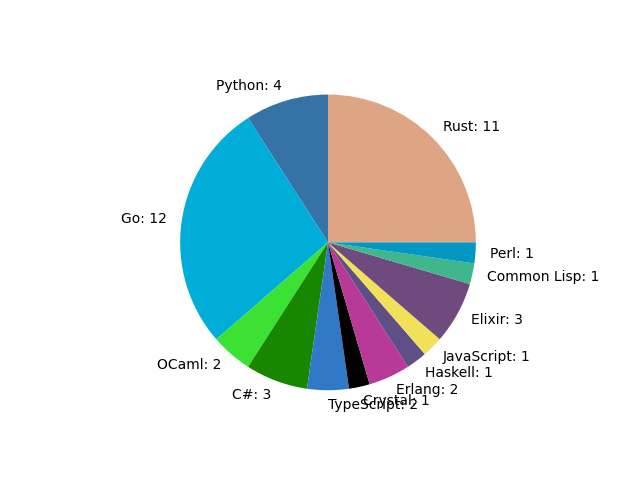 Python: 4
Rust: 11
Go: 12
Perl: 1
Common Lisp: 1
Elixir: 3
JavaScript: 1
OCaml: 2
Haskell: 1
Erlang: 2
C#: 3
Crystal: 1
TypeScript: 2